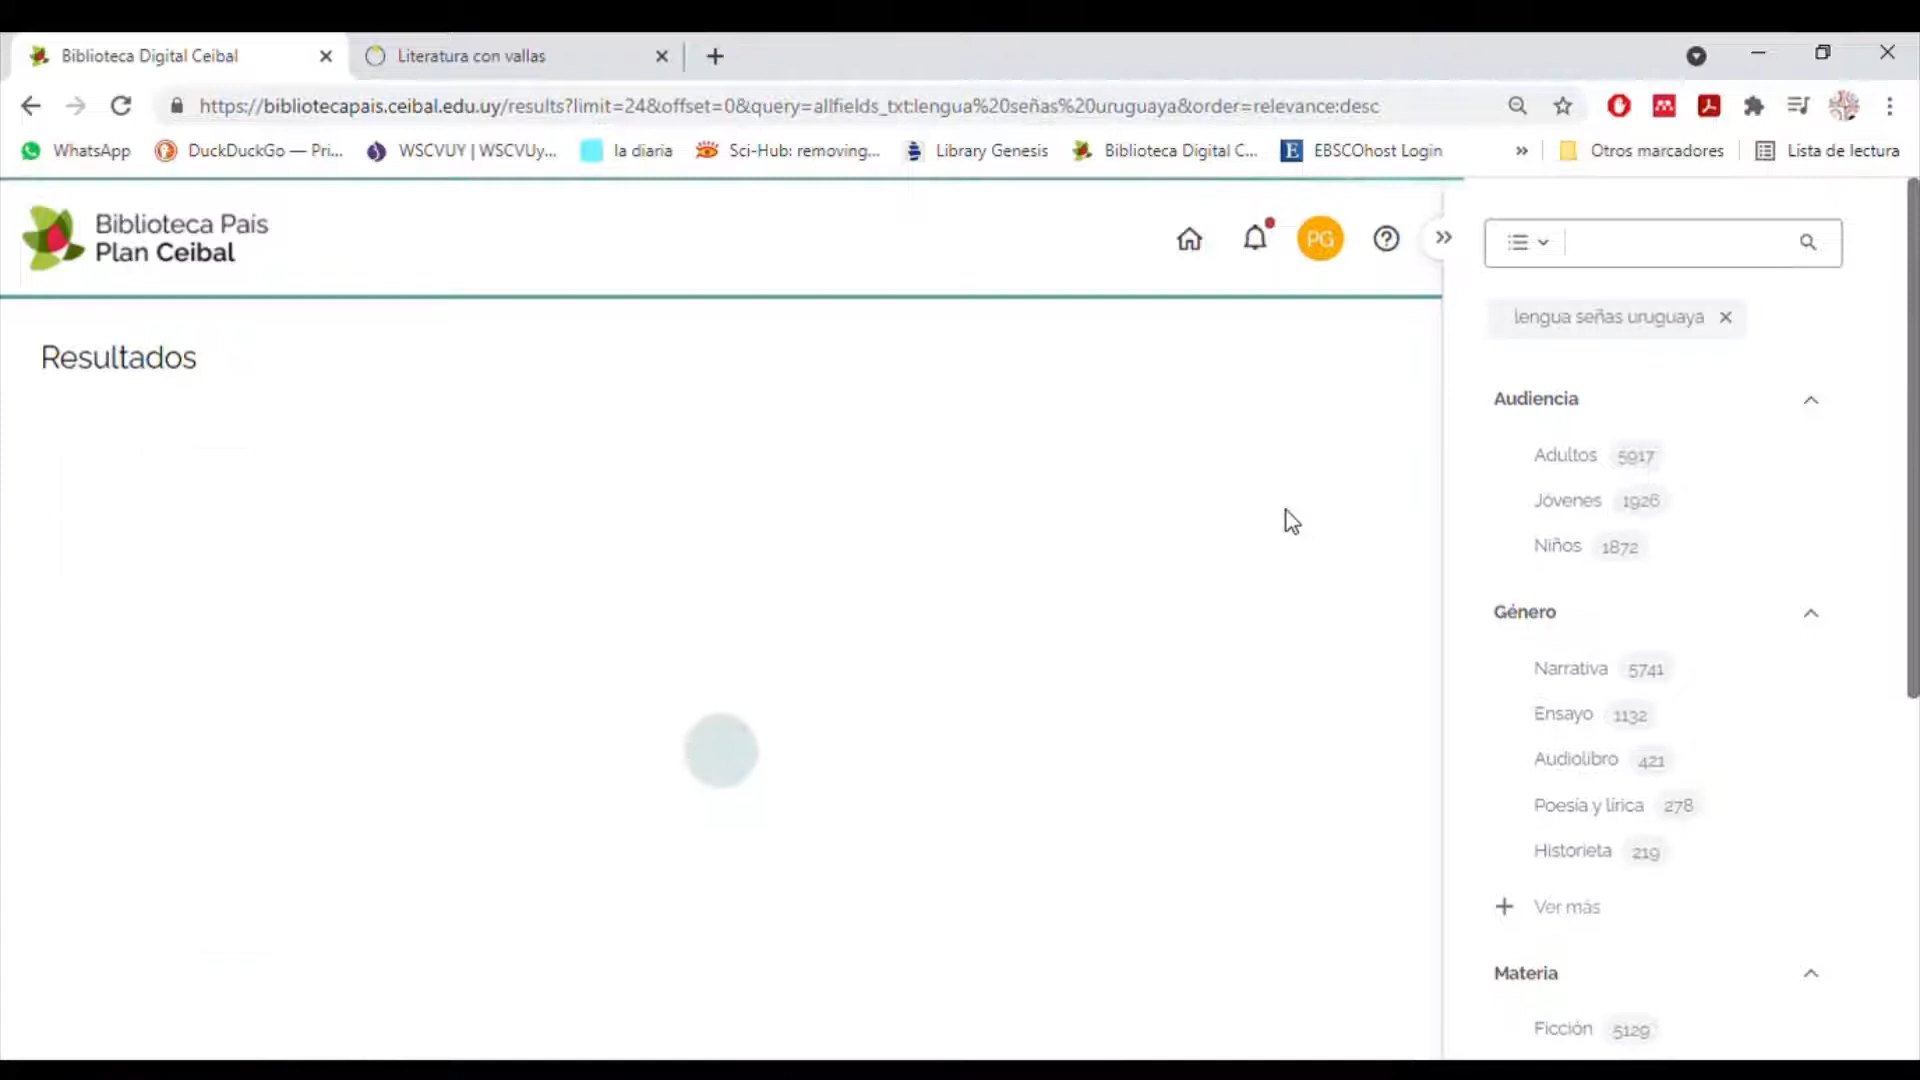 Biblioteca Digital Ceibal
Literatura con vallas
https://bibliotecapais.ceibal.edu.uy/results?limit=24&offset=0&query=allfields_txt:lengua%20señas%20uruguaya&order=relevance:desc
WhatsApp
DuckDuckGo — Pri...
WSCVUY | WSCVUy...
la diaria
Sci-Hub: removing...
Library Genesis
Biblioteca Digital C...
E
EBSCOhost Login
»
Otros marcadores
Lista de lectura
Biblioteca País
Plan Ceibal
PG
lengua señas uruguaya
Resultados
Audiencia
Adultos 5917
Jóvenes 1926
Niños 1872
Género
Narrativa 5741
Ensayo 1132
Audiolibro 421
Poesía y lírica 278
Historieta 219
+ Ver más
Materia
Ficción 5129